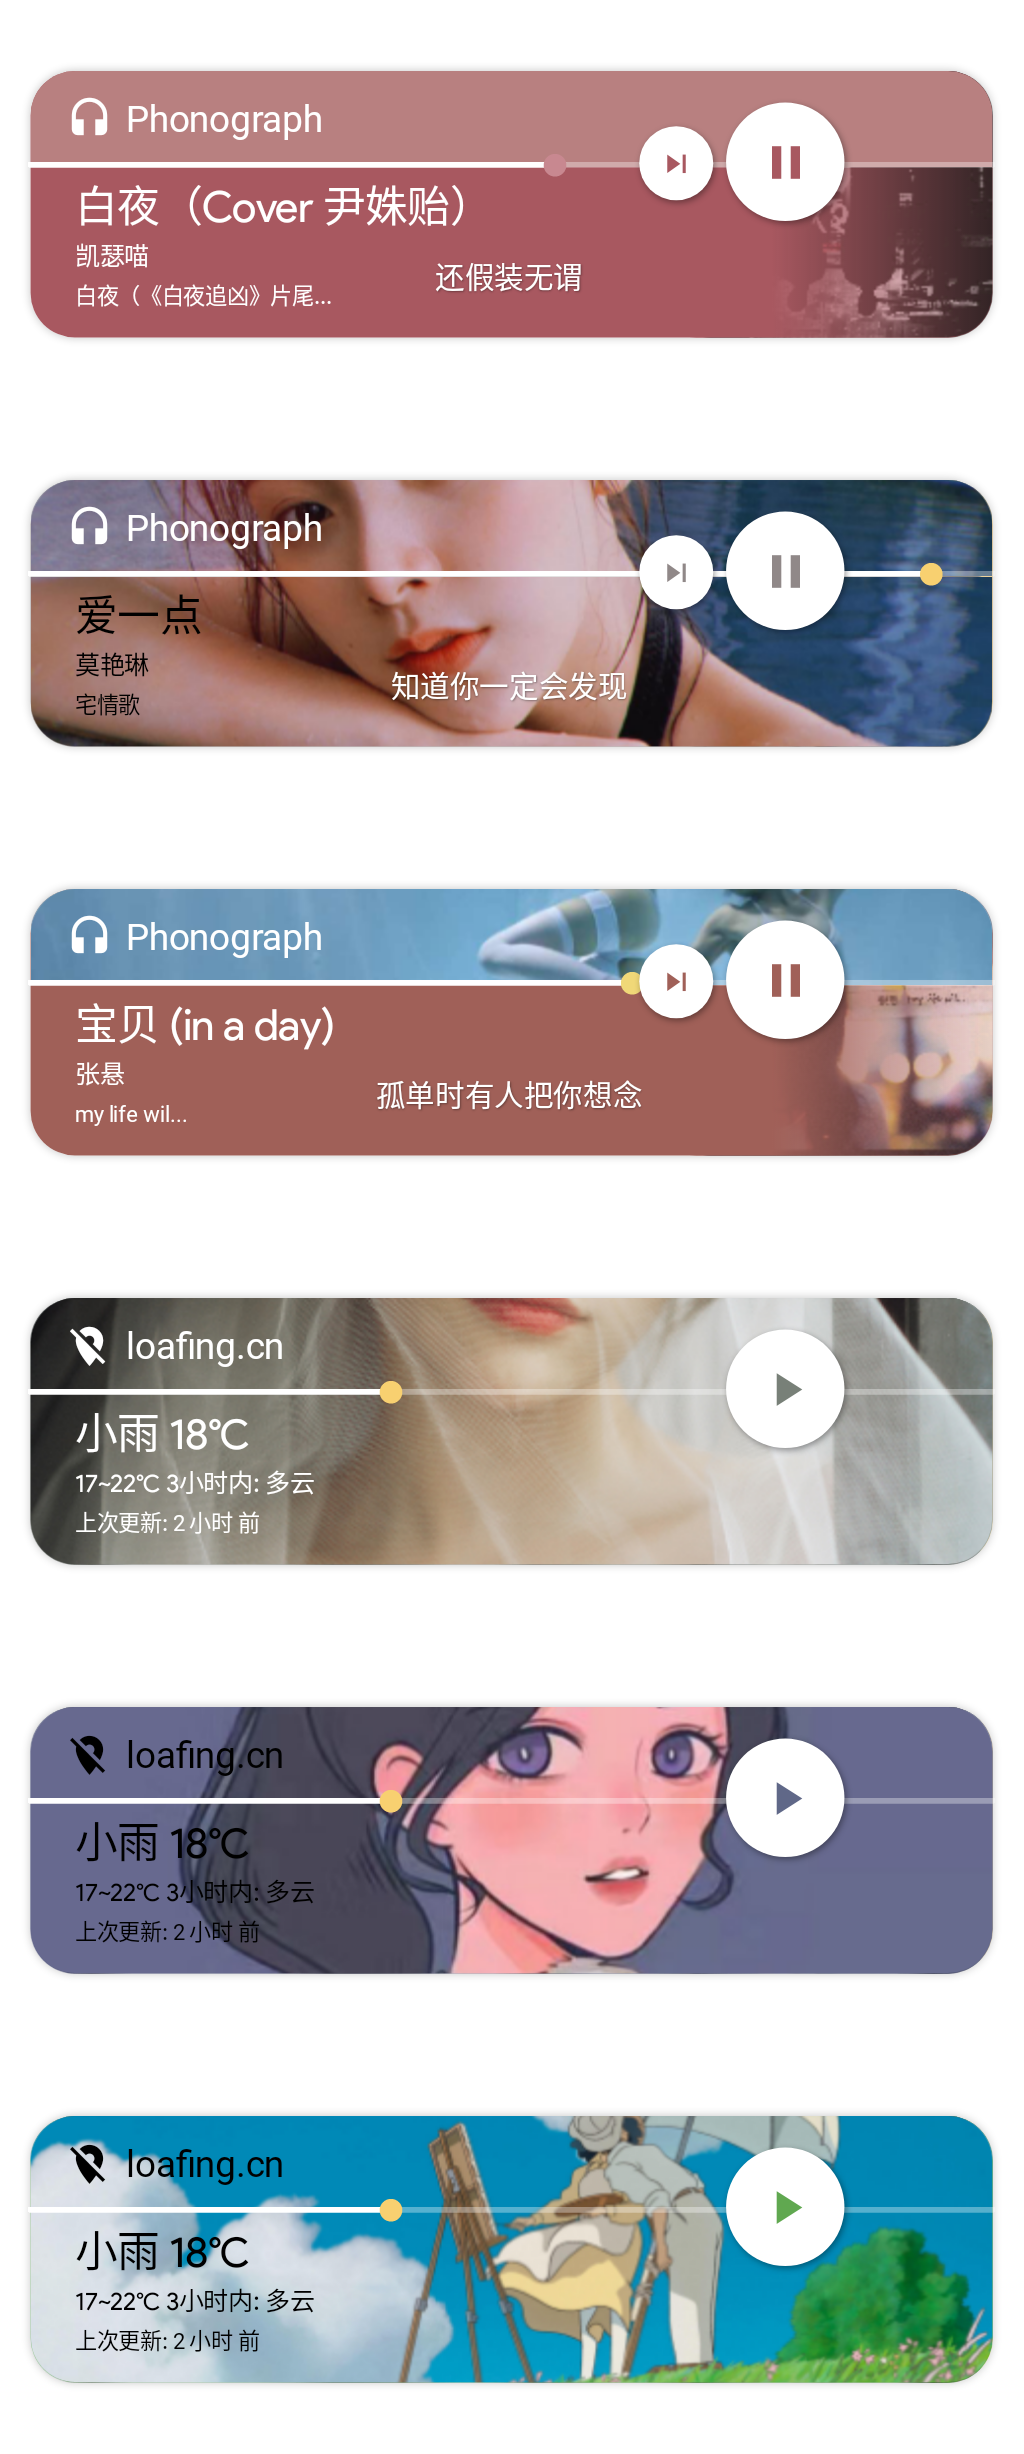 Phonograph
白夜（Cover 尹姝贻）
凯瑟喵
还假装无谓
白夜（《白夜追凶》片尾...
Phonograph
爱一点
莫艳琳
知道你一定会发现
宅情歌
Phonograph
宝贝 (in a day)
张悬
孤单时有人把你想念
my life wil...
loafing.cn
小雨 18°C
17~22°C 3小时内: 多云
上次更新: 2 小时 前
loafing.cn
小雨 18°C
17~22°C 3小时内: 多云
上次更新: 2 小时 前
loafing.cn
小雨 18°C
17~22°C 3小时内: 多云
上次更新: 2 小时 前